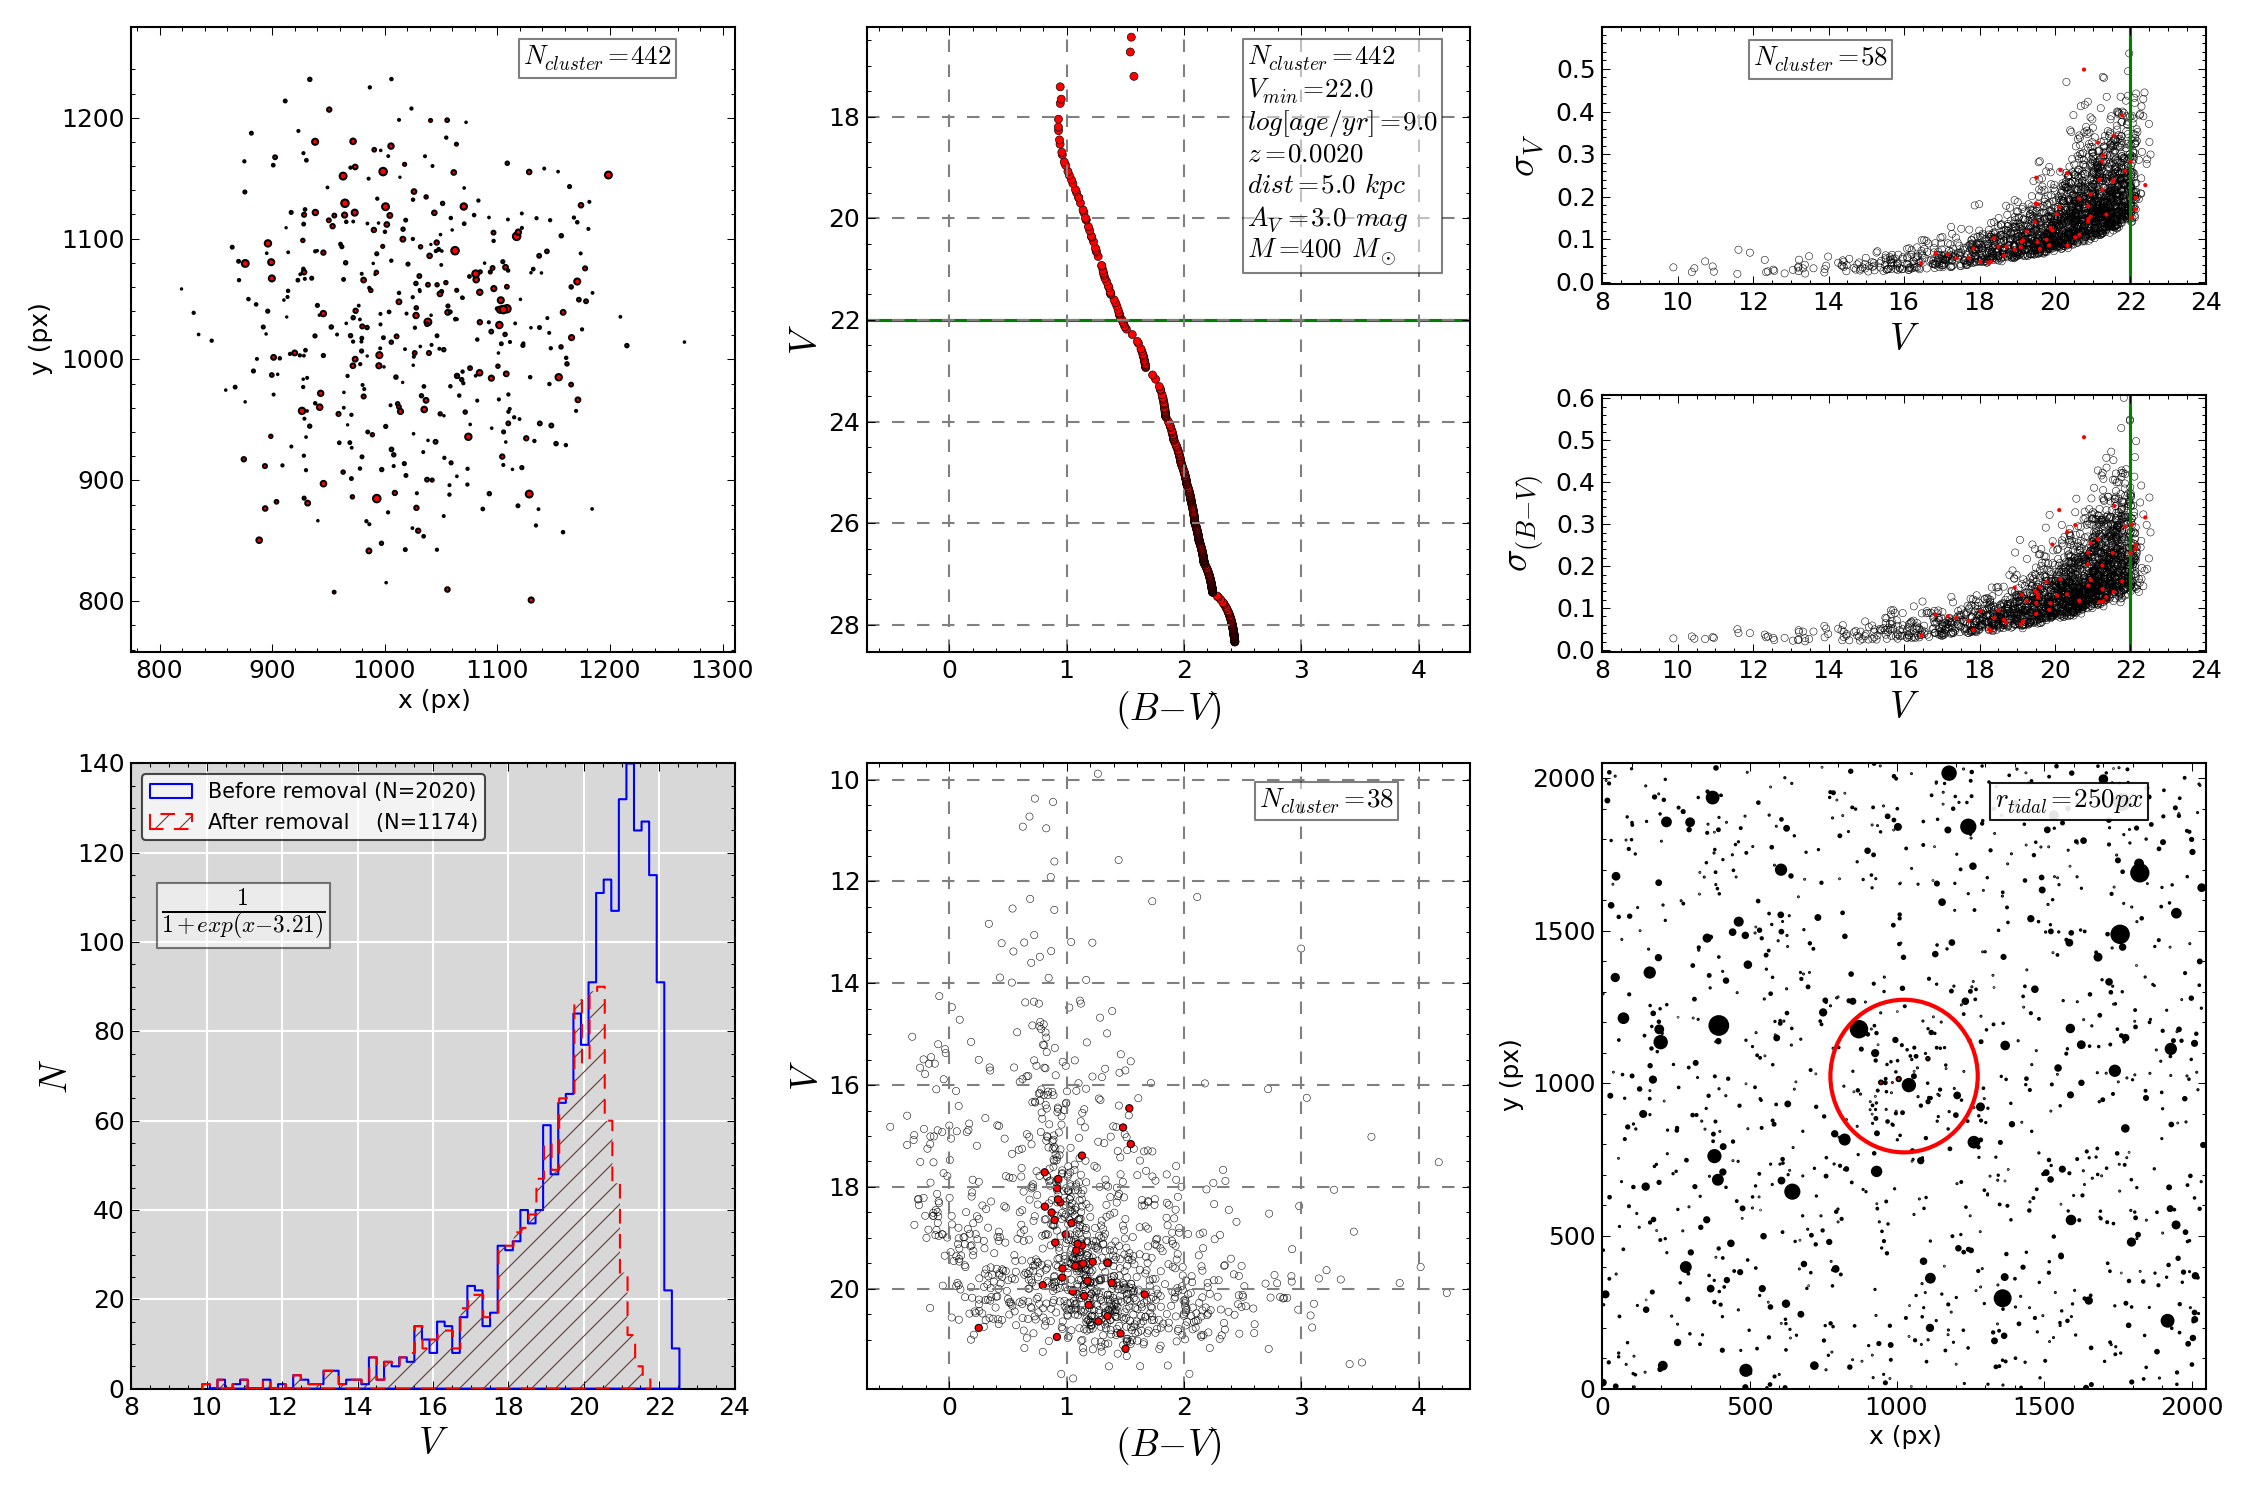 N_cluster=442
1200
1100
1000
900
800
y (px)
800 900 1000 1100 1200 1300
x (px)
N_cluster=442
V_min=22.0
log[age/yr]=9.0
z=0.0020
dist=5.0 kpc
A_V=3.0 mag
M=400 M_⊙
18
20
22
24
26
28
V
0 1 2 3 4
(B−V)
N_cluster=58
0.5
0.4
0.3
0.2
0.1
0.0
σ_V
8 10 12 14 16 18 20 22 24
V
0.6
0.5
0.4
0.3
0.2
0.1
0.0
σ_(B−V)
8 10 12 14 16 18 20 22 24
V
Before removal (N=2020)
After removal (N=1174)
1
1+exp(x−3.21)
140
120
100
80
60
40
20
0
N
8 10 12 14 16 18 20 22 24
V
N_cluster=38
10
12
14
16
18
20
V
0 1 2 3 4
(B−V)
r_tidal=250px
2000
1500
1000
500
0
y (px)
0 500 1000 1500 2000
x (px)